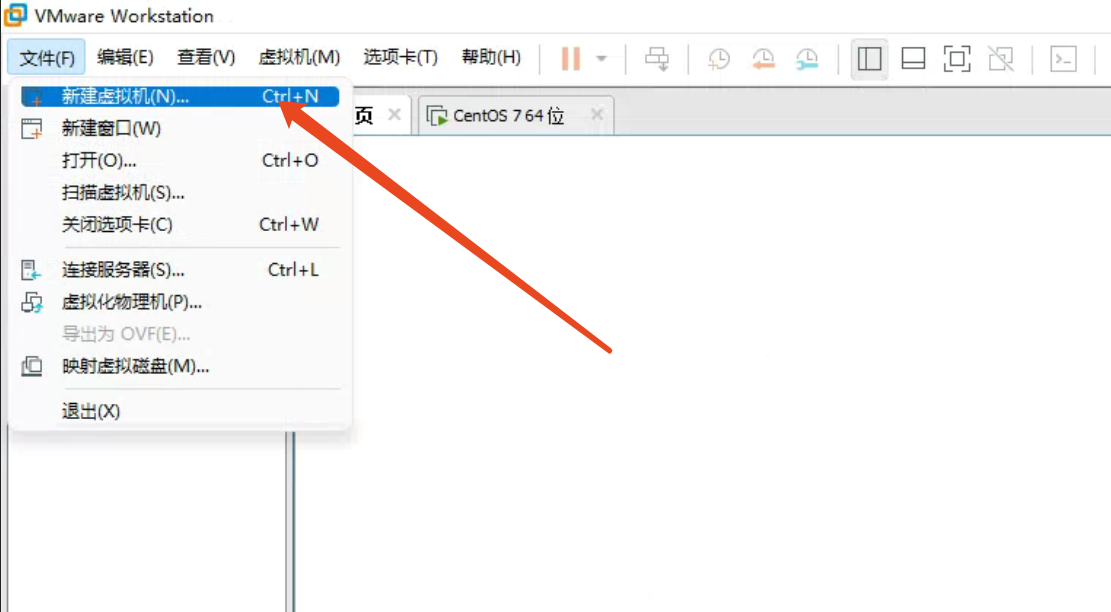 VMware Workstation
文件(F) 编辑(E) 查看(V) 虚拟机(M) 选项卡(T) 帮助(H)
新建虚拟机(N)... Ctrl+N
页 CentOS 7 64 位
新建窗口(W)
打开(O)... Ctrl+O
扫描虚拟机(S)...
关闭选项卡(C) Ctrl+W
连接服务器(S)... Ctrl+L
虚拟化物理机(P)...
导出为 OVF(E)...
映射虚拟磁盘(M)...
退出(X)